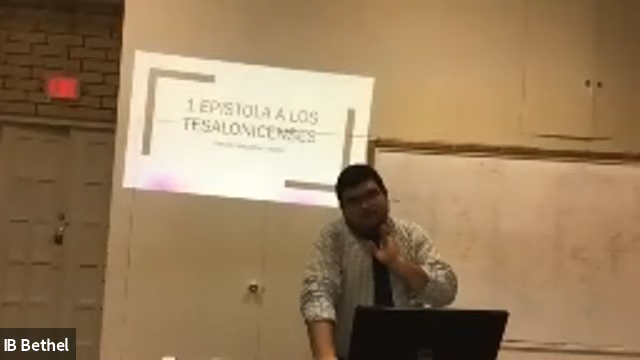 1 EPISTOLA A LOS
TESALONICENSES
IB Bethel